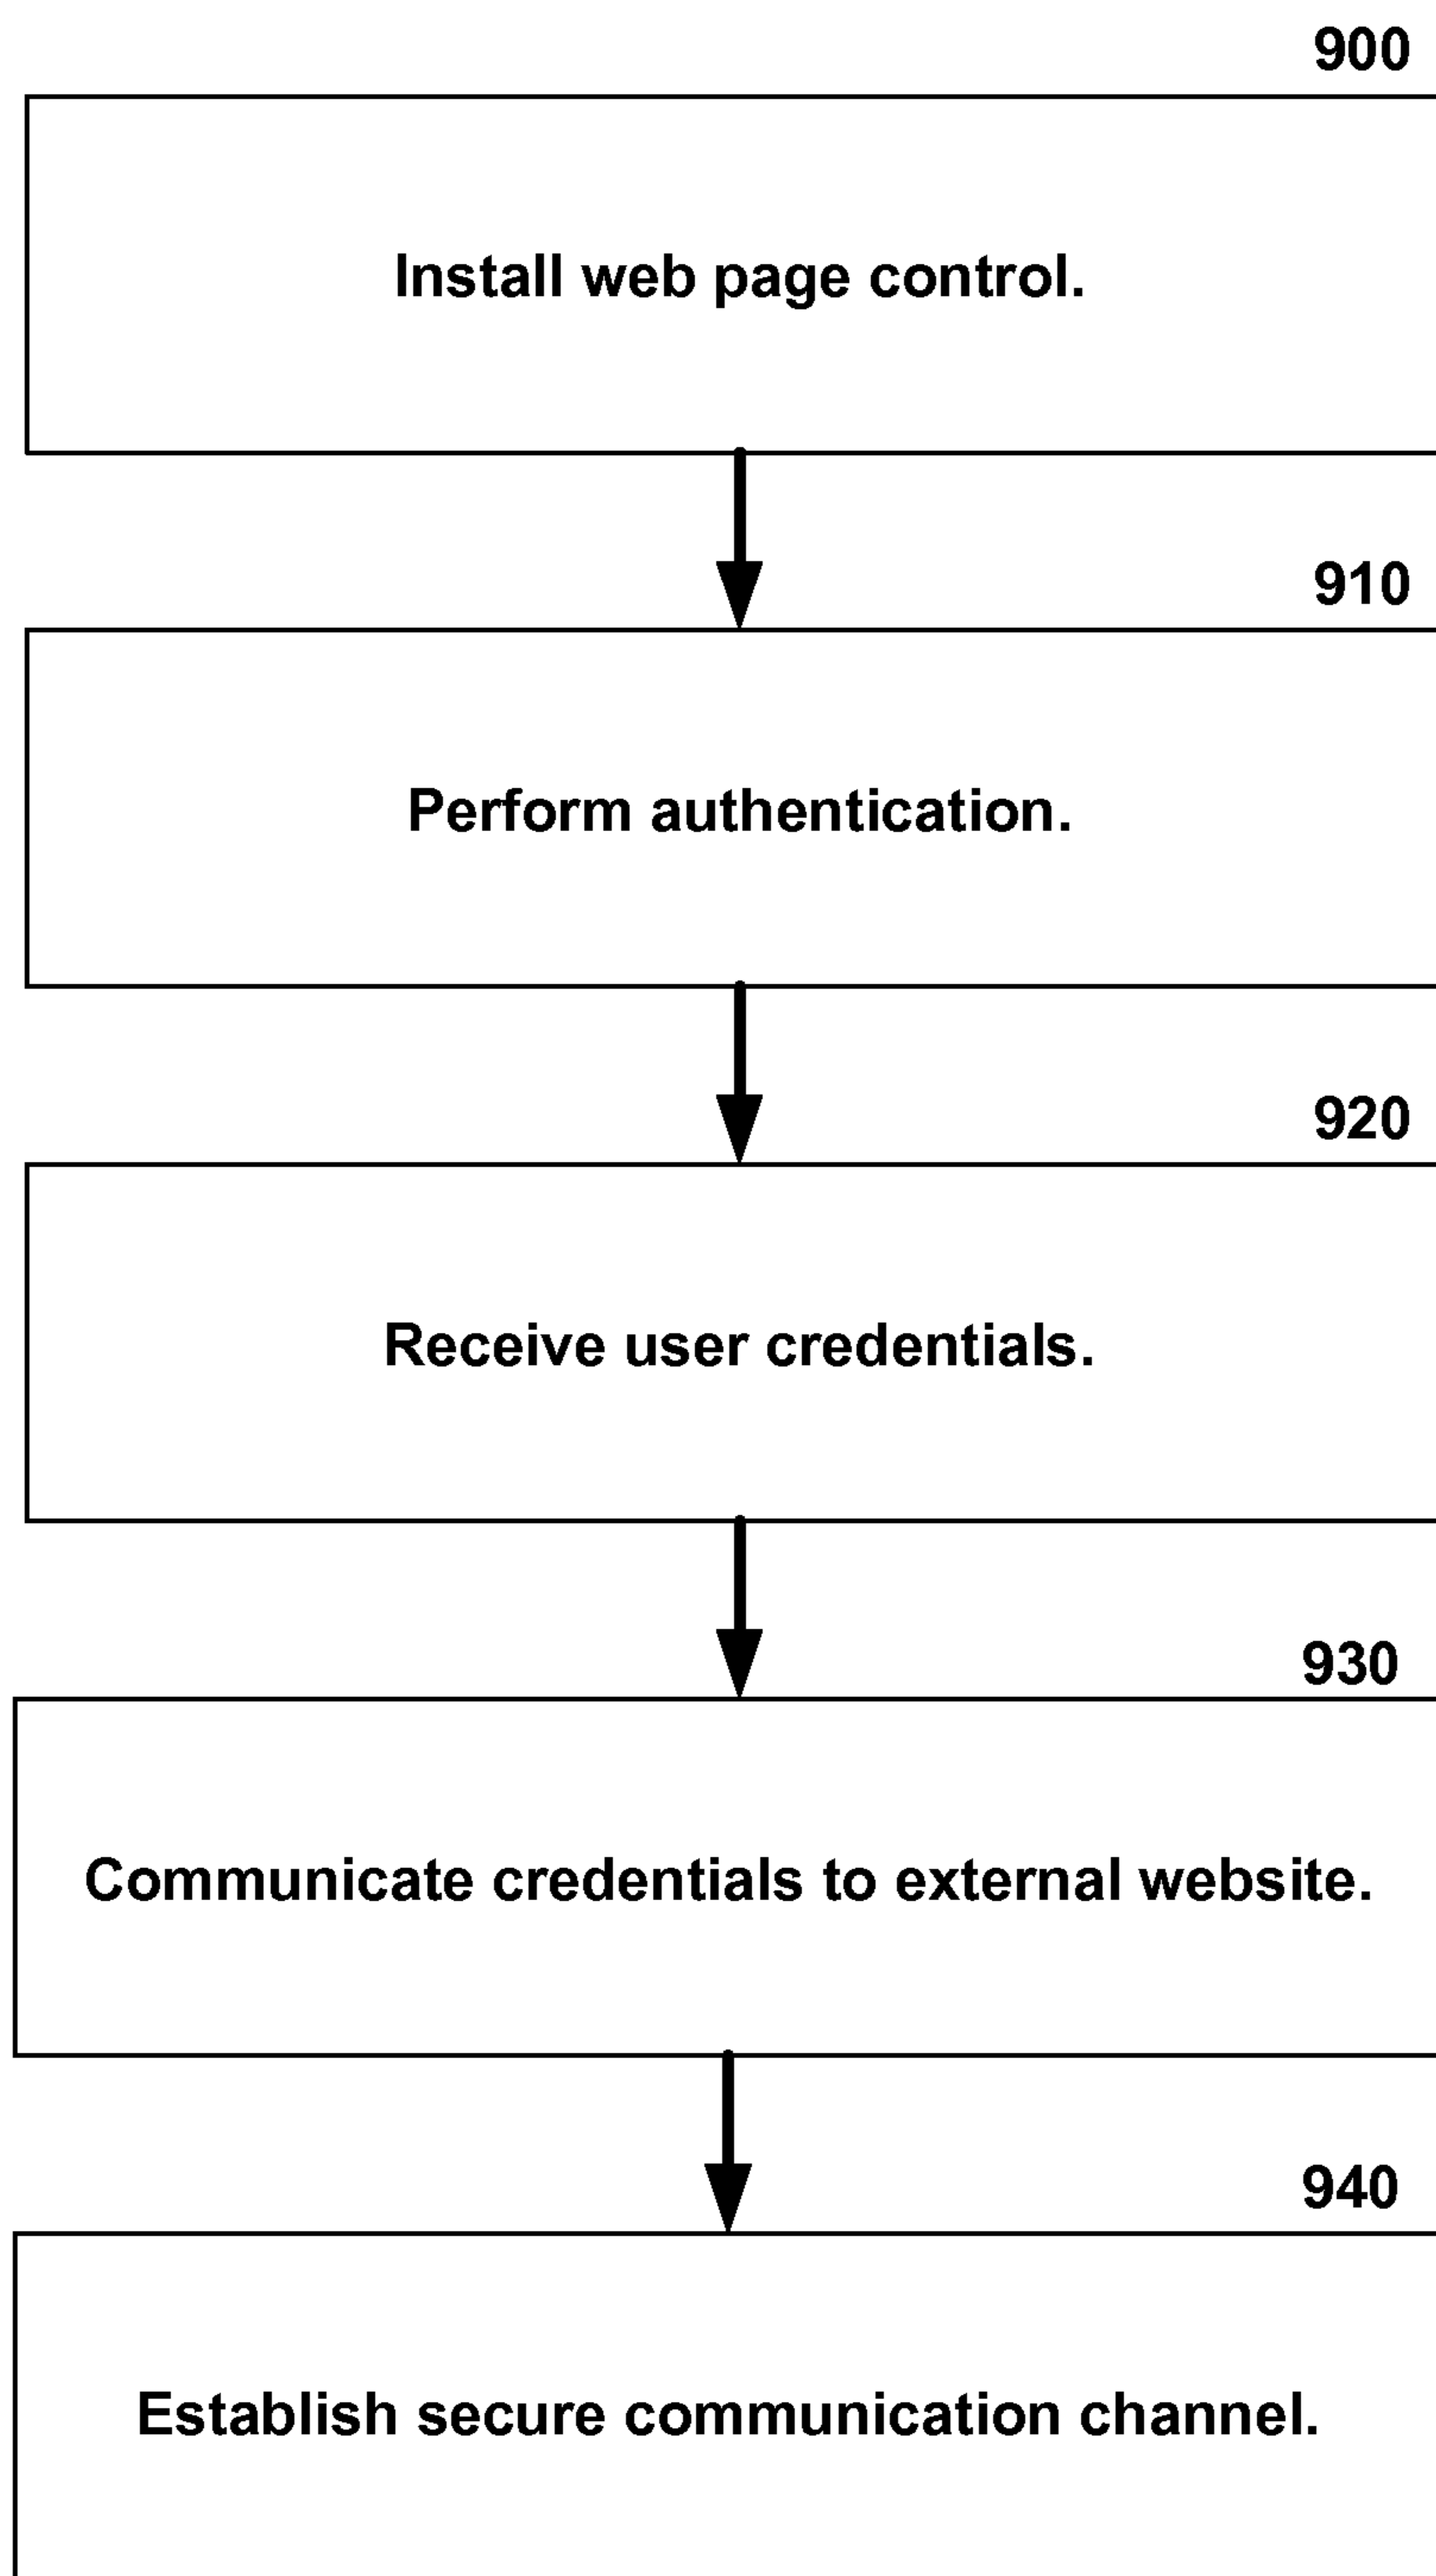 900
Install web page control.
910
Perform authentication.
920
Receive user credentials.
930
Communicate credentials to external website.
940
Establish secure communication channel.